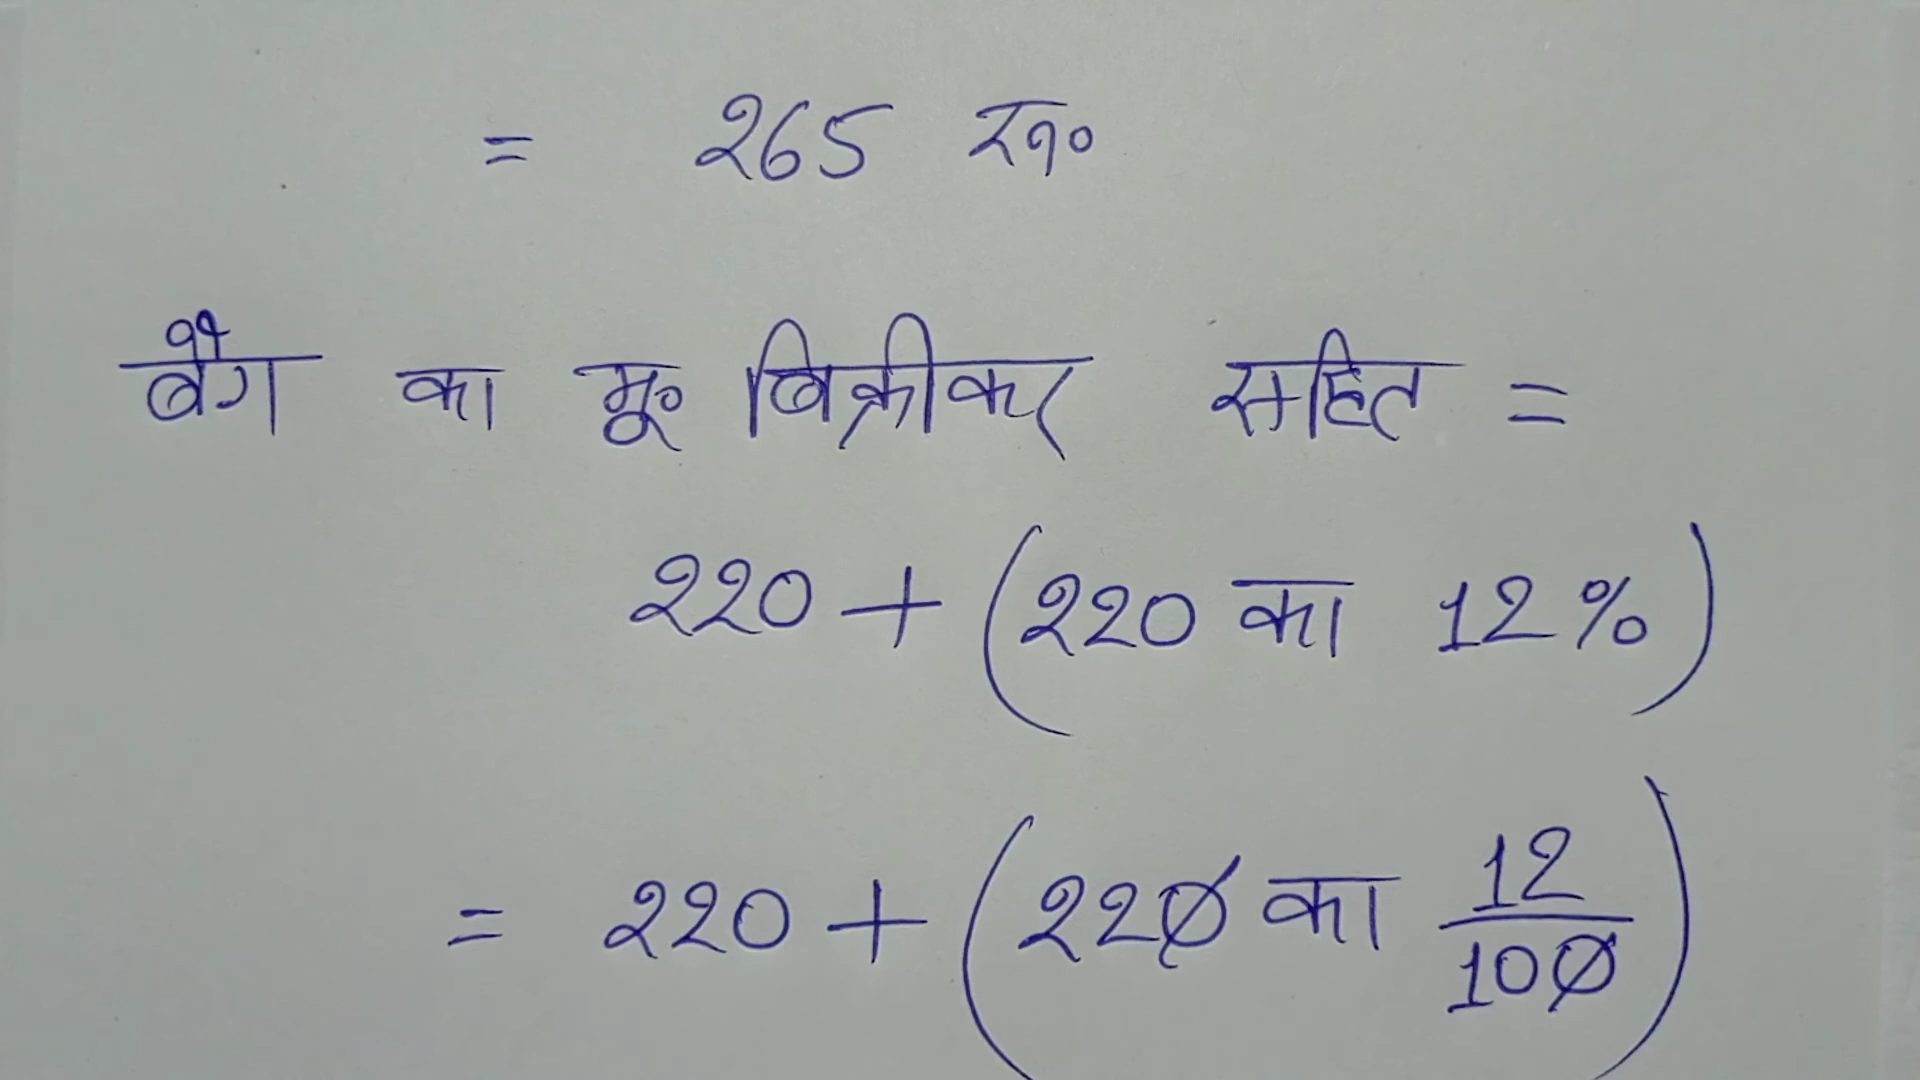 = 265 रु०
बैग का मू० बिक्रीकर सहित =
220 + (220 का 12%)
= 220 + (220 का 12/100)